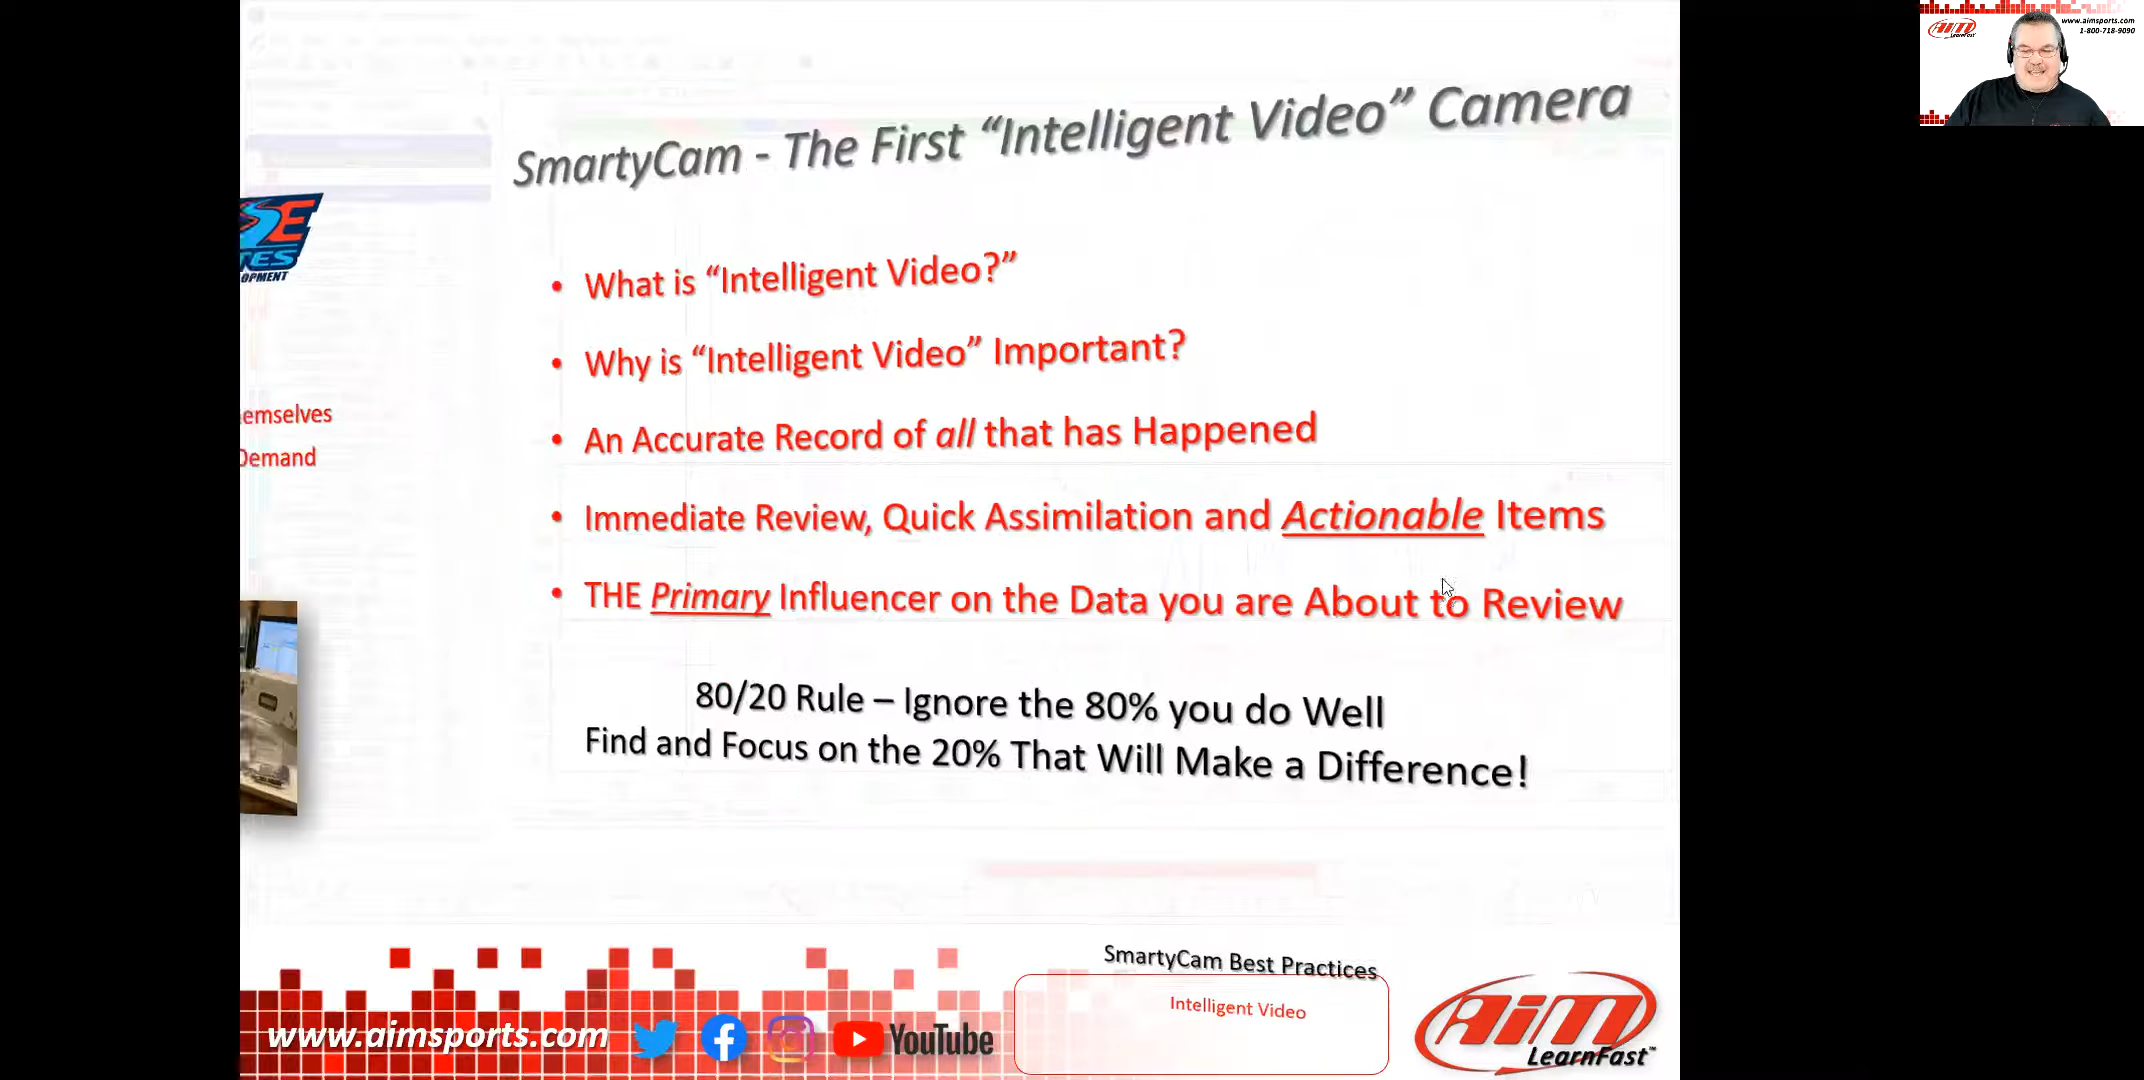 SmartyCam - The First “Intelligent Video” Camera
• What is “Intelligent Video?”
• Why is “Intelligent Video” Important?
• An Accurate Record of all that has Happened
• Immediate Review, Quick Assimilation and Actionable Items
• THE Primary Influencer on the Data you are About to Review
80/20 Rule – Ignore the 80% you do Well
Find and Focus on the 20% That Will Make a Difference!
emselves
Demand
SmartyCam Best Practices
Intelligent Video
www.aimsports.com
YouTube
AiM
LearnFast™
www.aimsports.com
1-800-718-9090
AiM
LearnFast